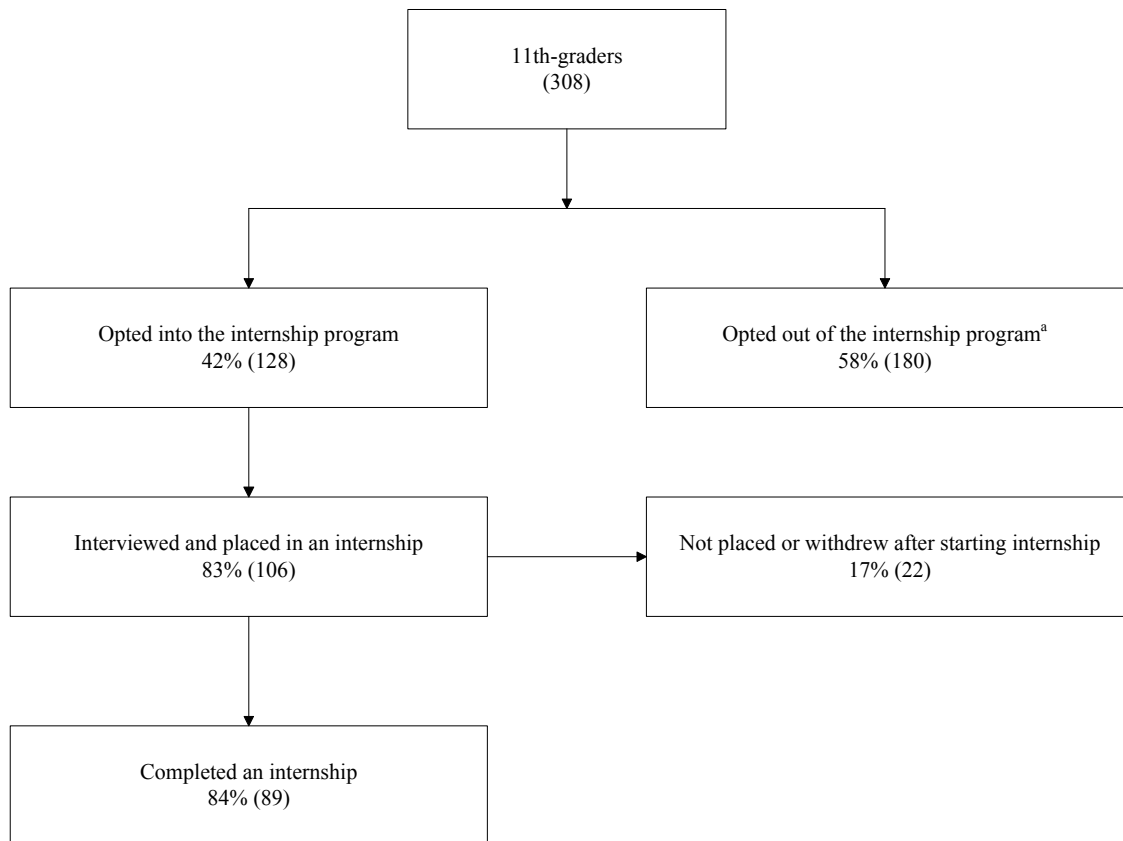 11th-graders
(308)
Opted into the internship program
42% (128)
Opted out of the internship programᵃ
58% (180)
Interviewed and placed in an internship
83% (106)
Not placed or withdrew after starting internship
17% (22)
Completed an internship
84% (89)